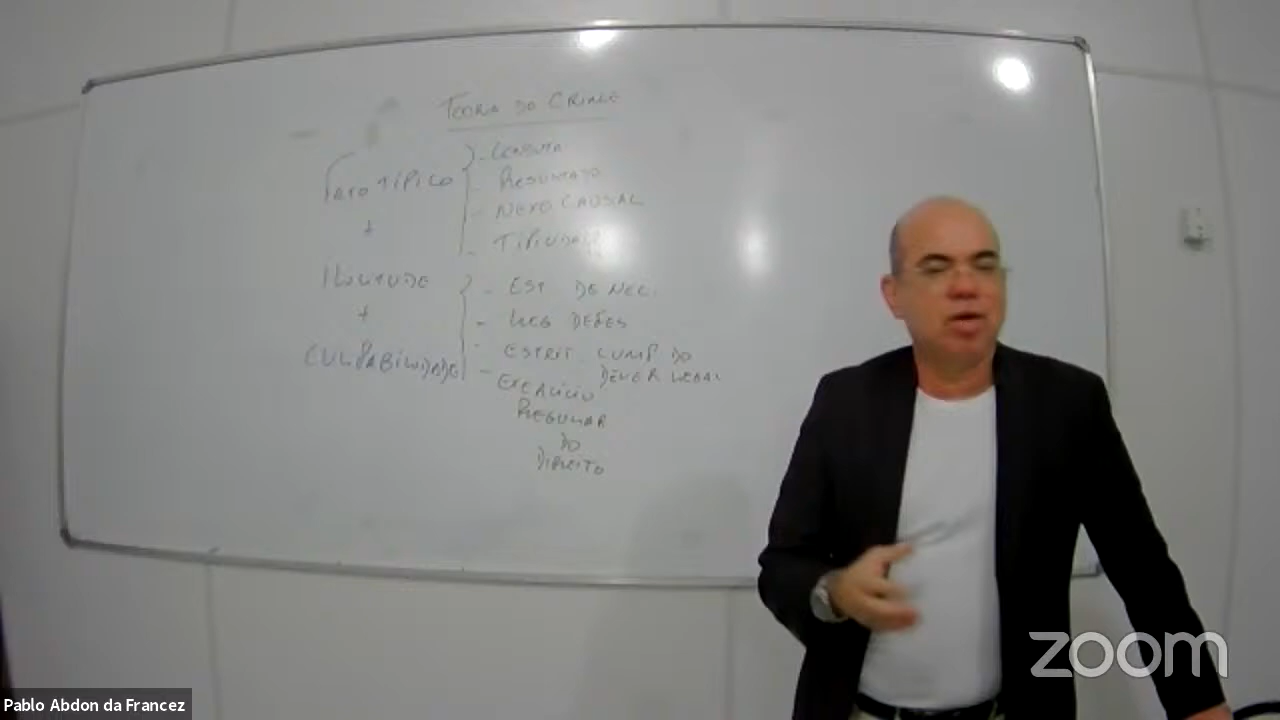 TEORIA DO CRIME
FATO TÍPICO
- CONDUTA
- RESULTADO
- NEXO CAUSAL
- TIPICIDADE
+
ILICITUDE
- EST DE NEC.
- LEG DEFES
+
- ESTRIT CUMP DO
DEVER LEGAL
CULPABILIDADE
- EXERCÍCIO
REGULAR
DO
DIREITO
zoom
Pablo Abdon da Francez